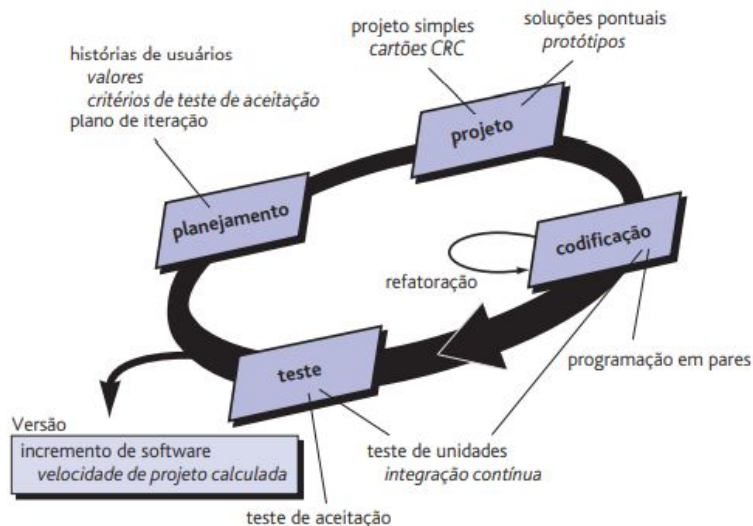 projeto simples
cartões CRC
soluções pontuais
protótipos
histórias de usuários
valores
critérios de teste de aceitação
plano de iteração
projeto
planejamento
codificação
refatoração
programação em pares
teste
Versão
incremento de software
velocidade de projeto calculada
teste de unidades
integração contínua
teste de aceitação